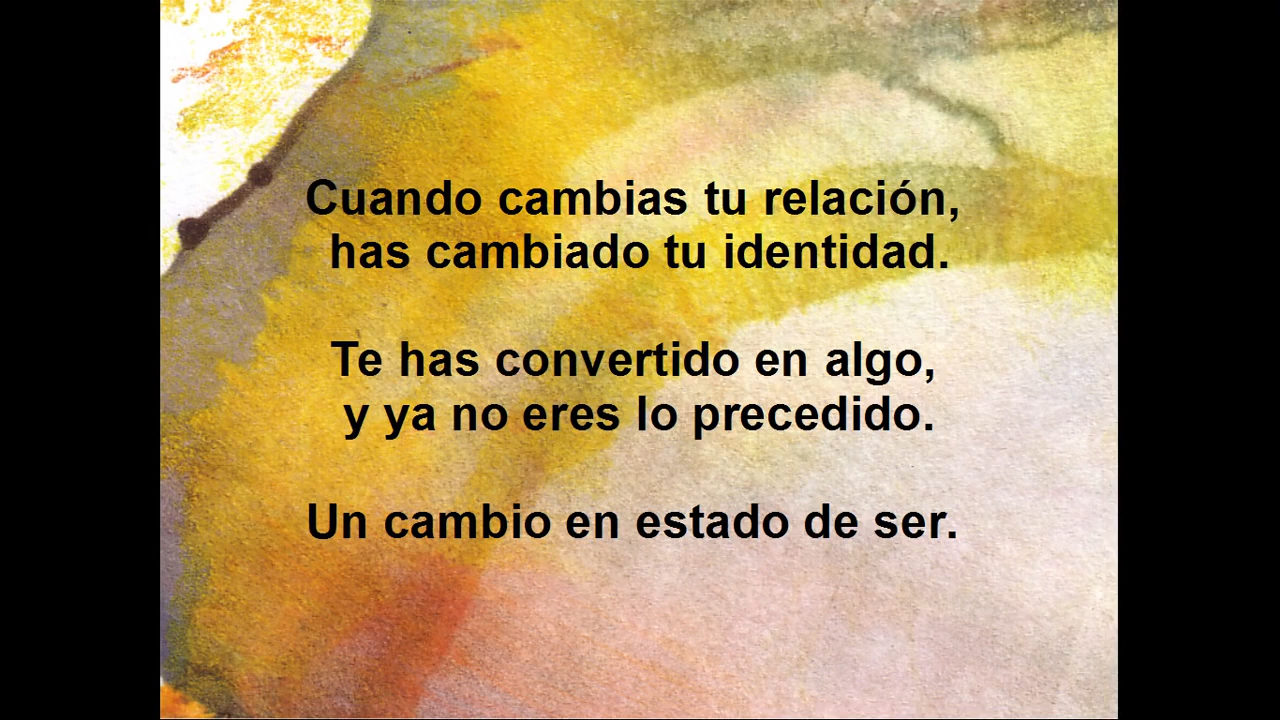 Cuando cambias tu relación,
has cambiado tu identidad.
Te has convertido en algo,
y ya no eres lo precedido.
Un cambio en estado de ser.